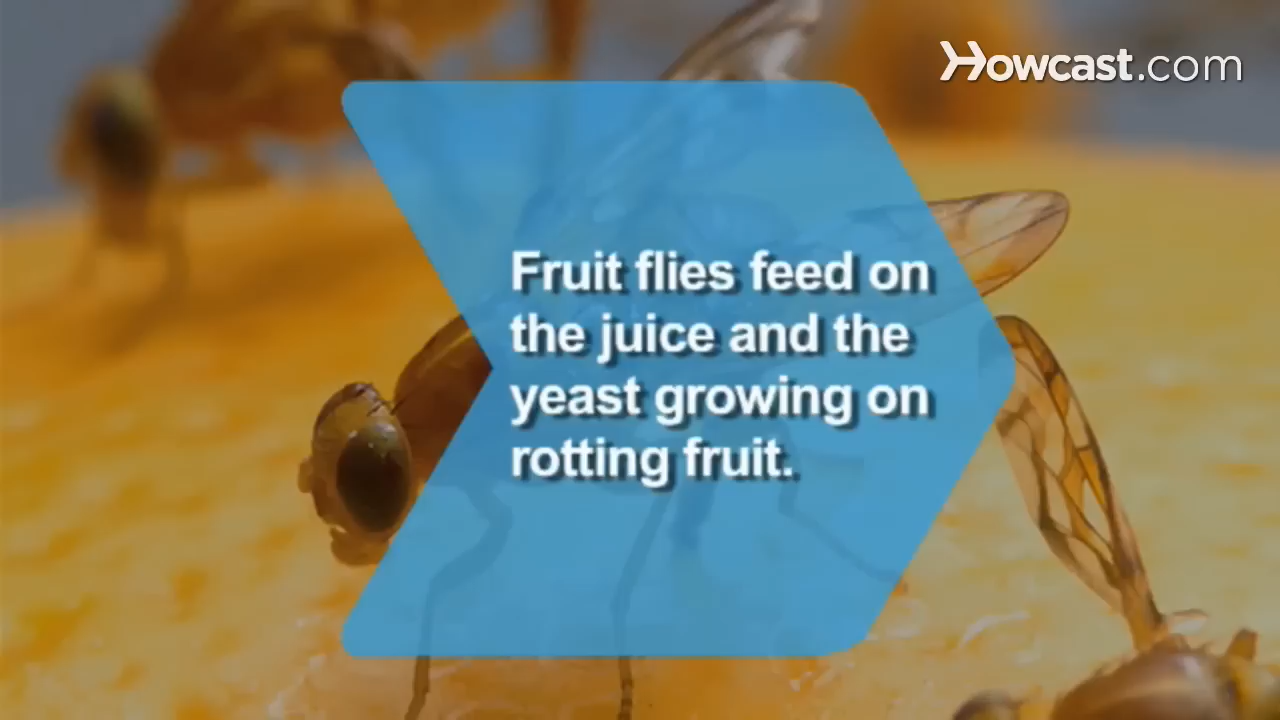 Howcast.com
Fruit flies feed on
the juice and the
yeast growing on
rotting fruit.